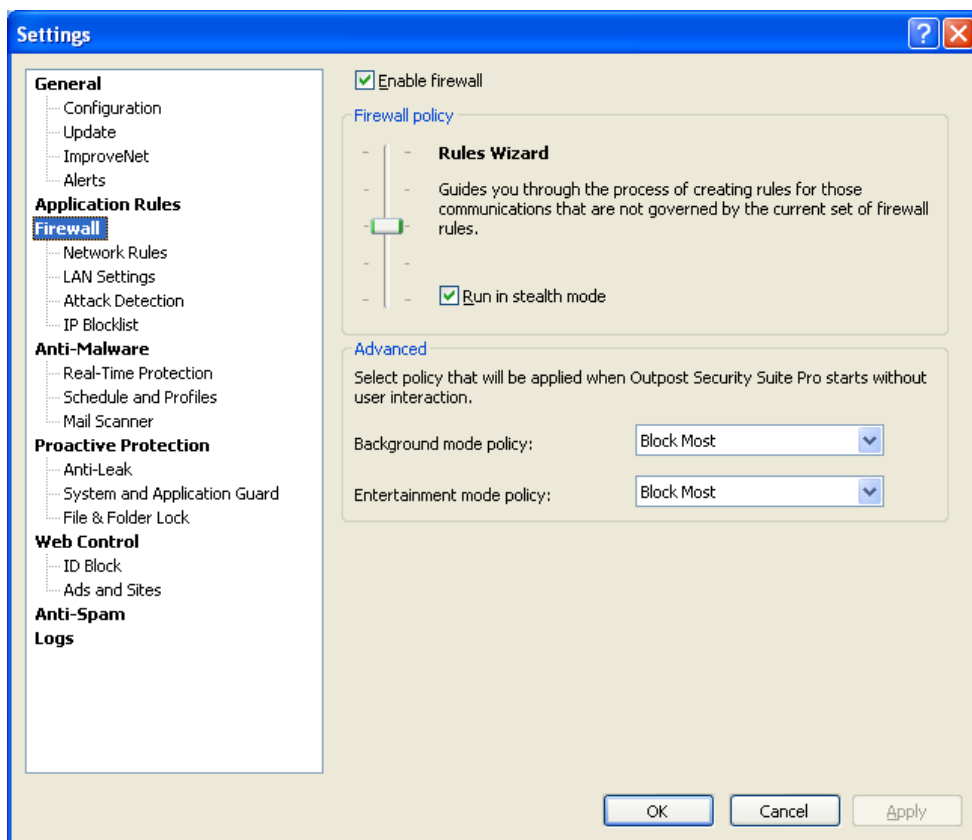 Settings
General
Configuration
Update
ImproveNet
Alerts
Application Rules
Firewall
Network Rules
LAN Settings
Attack Detection
IP Blocklist
Anti-Malware
Real-Time Protection
Schedule and Profiles
Mail Scanner
Proactive Protection
Anti-Leak
System and Application Guard
File & Folder Lock
Web Control
ID Block
Ads and Sites
Anti-Spam
Logs
Enable firewall
Firewall policy
Rules Wizard
Guides you through the process of creating rules for those
communications that are not governed by the current set of firewall
rules.
Run in stealth mode
Advanced
Select policy that will be applied when Outpost Security Suite Pro starts without
user interaction.
Background mode policy: Block Most
Entertainment mode policy: Block Most
OK Cancel Apply